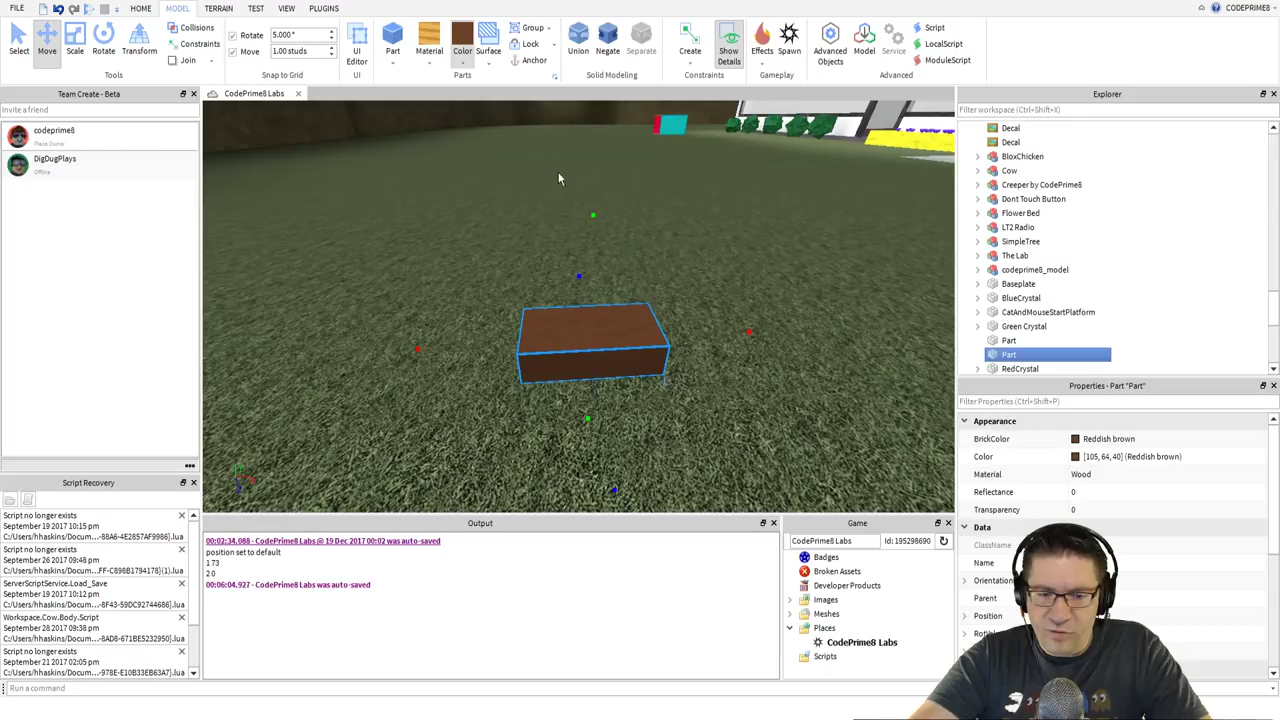 FILE HOME MODEL TERRAIN TEST VIEW PLUGINS CODEPRIME8
Select Move Scale Rotate Transform
Collisions
Constraints
Join
Tools
Rotate 5.000°
Move 1.00 studs
Snap to Grid
UI Editor
UI
Part Material Color Surface
Group
Lock
Anchor
Parts
Union Negate Separate
Solid Modeling
Create Show Details
Constraints
Effects Spawn
Gameplay
Advanced Objects Model Service
Script
LocalScript
ModuleScript
Advanced
Team Create - Beta
Invite a friend
codeprime8
Place Owner
DigDugPlays
Offline
CodePrime8 Labs
Explorer
Filter workspace (Ctrl+Shift+X)
Decal
Decal
BloxChicken
Cow
Creeper by CodePrime8
Dont Touch Button
Flower Bed
LT2 Radio
SimpleTree
The Lab
codeprime8_model
Baseplate
BlueCrystal
CatAndMouseStartPlatform
Green Crystal
Part
Part
RedCrystal
Properties - Part "Part"
Filter Properties (Ctrl+Shift+P)
Appearance
BrickColor Reddish brown
Color [105, 64, 40] (Reddish brown)
Material Wood
Reflectance 0
Transparency 0
Data
ClassName
Name
Orientatio
Parent
Position
Script Recovery
Script no longer exists
September 19 2017 10:15 pm
Script no longer exists
September 26 2017 09:48 pm
ServerScriptService.Load_Save
September 19 2017 10:12 pm
Workspace.Cow.Body.Script
September 28 2017 09:38 pm
Script no longer exists
September 21 2017 02:05 pm
Output
00:02:34.088 - CodePrime8 Labs @ 19 Dec 2017 00:02 was auto-saved
position set to default
1 73
2 0
00:06:04.927 - CodePrime8 Labs was auto-saved
Game
CodePrime8 Labs Id: 195298690
Badges
Broken Assets
Developer Products
Images
Meshes
Places
CodePrime8 Labs
Scripts
Run a command